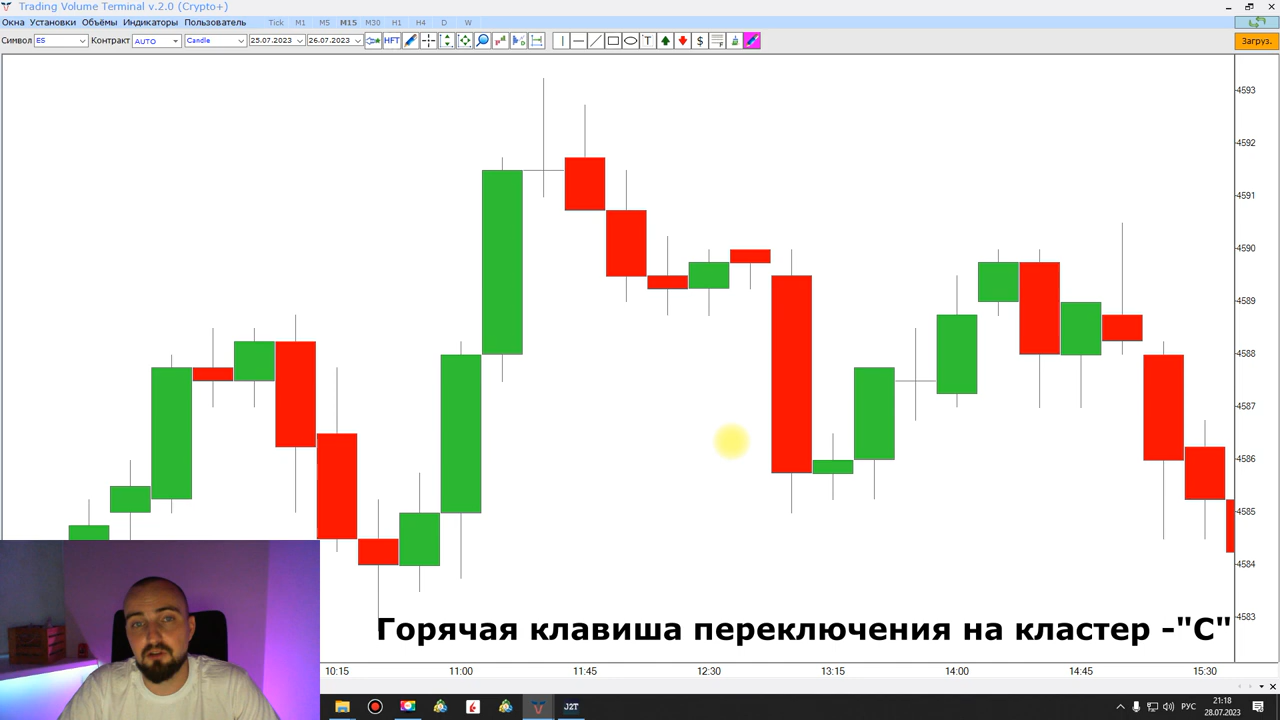 Trading Volume Terminal v.2.0 (Crypto+)
Окна Установки Объёмы Индикаторы Пользователь Tick M1 M5 M15 M30 H1 H4 D W
Символ ES Контракт AUTO Candle 25.07.2023 26.07.2023 HFT T $ Загруз.
4593
4592
4591
4590
4589
4588
4587
4586
4585
4584
4583
Горячая клавиша переключения на кластер -"С"
10:15 11:00 11:45 12:30 13:15 14:00 14:45 15:30
J2T РУС 21:18
28.07.2023